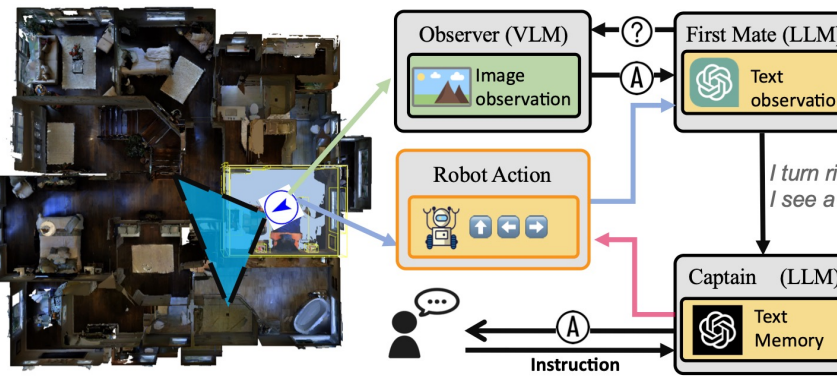 Observer (VLM)
Image
observation
?
A
First Mate (LLM)
Text
observatio
Robot Action
I turn ri
I see a
Captain (LLM)
Text
Memory
A
Instruction